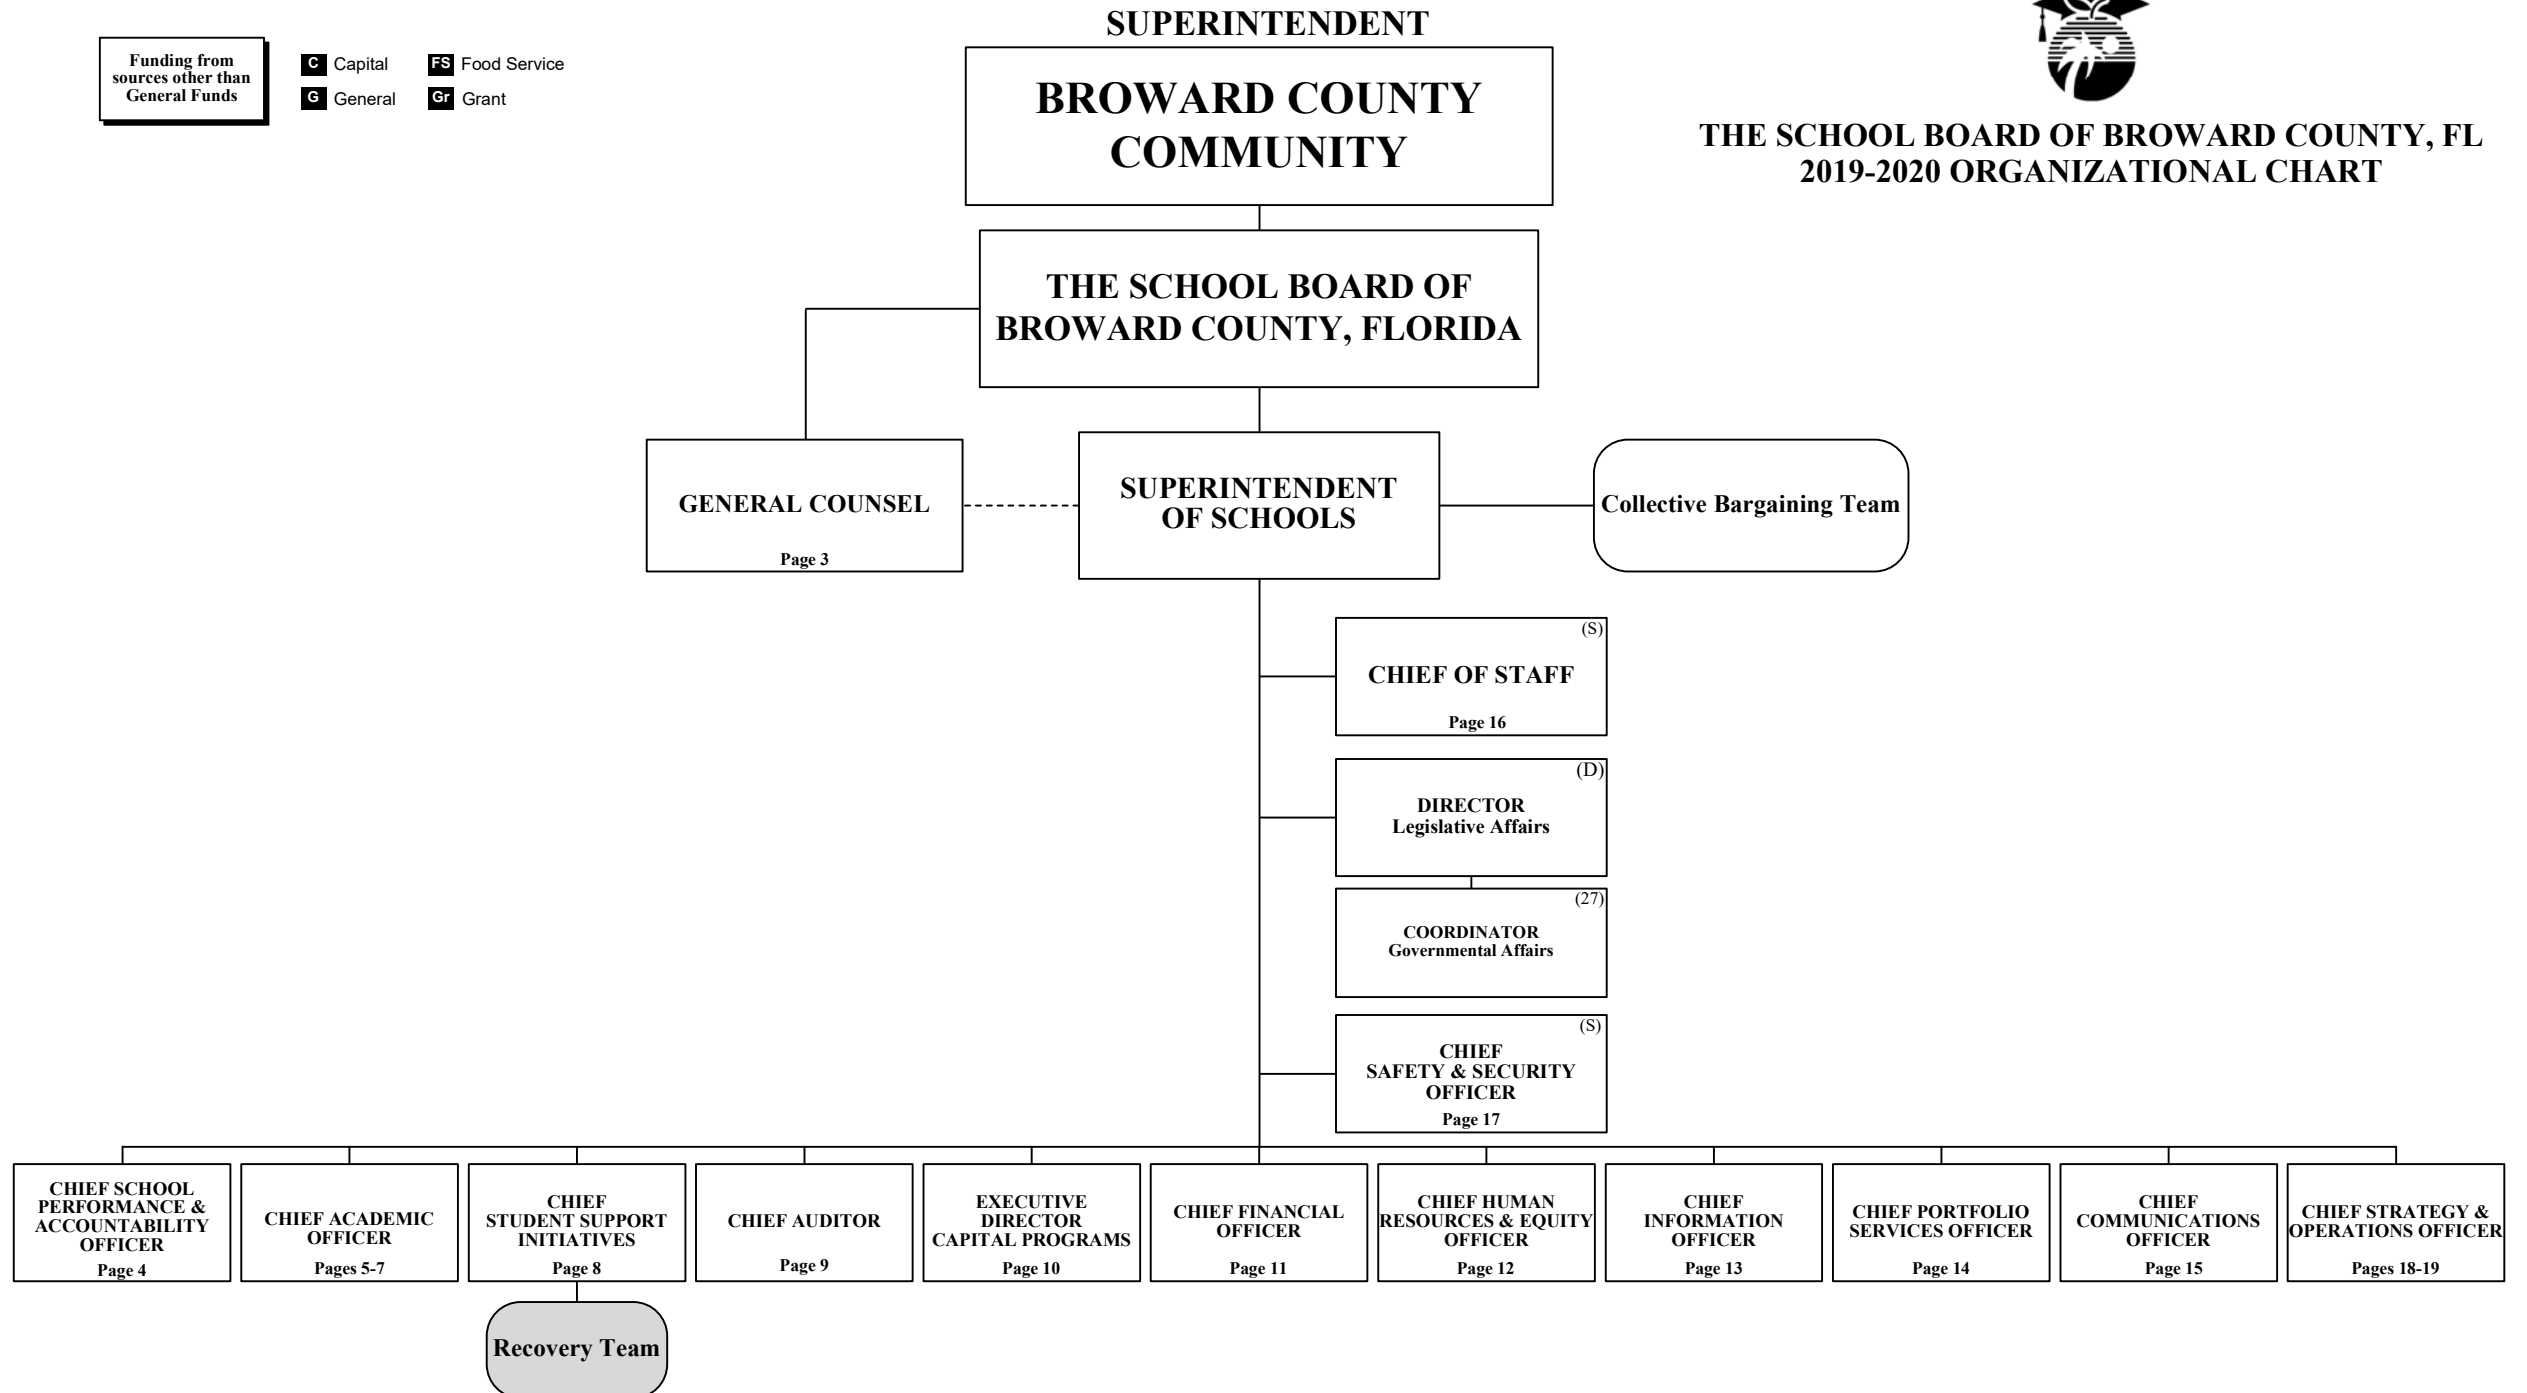 SUPERINTENDENT
Funding from
sources other than
General Funds
C Capital
FS Food Service
G General
Gr Grant
BROWARD COUNTY
COMMUNITY
THE SCHOOL BOARD OF BROWARD COUNTY, FL
2019-2020 ORGANIZATIONAL CHART
THE SCHOOL BOARD OF
BROWARD COUNTY, FLORIDA
GENERAL COUNSEL
Page 3
SUPERINTENDENT
OF SCHOOLS
Collective Bargaining Team
(S)
CHIEF OF STAFF
Page 16
(D)
DIRECTOR
Legislative Affairs
(27)
COORDINATOR
Governmental Affairs
(S)
CHIEF
SAFETY & SECURITY
OFFICER
Page 17
CHIEF SCHOOL
PERFORMANCE &
ACCOUNTABILITY
OFFICER
Page 4
CHIEF ACADEMIC
OFFICER
Pages 5-7
CHIEF
STUDENT SUPPORT
INITIATIVES
Page 8
CHIEF AUDITOR
Page 9
EXECUTIVE
DIRECTOR
CAPITAL PROGRAMS
Page 10
CHIEF FINANCIAL
OFFICER
Page 11
CHIEF HUMAN
RESOURCES & EQUITY
OFFICER
Page 12
CHIEF
INFORMATION
OFFICER
Page 13
CHIEF PORTFOLIO
SERVICES OFFICER
Page 14
CHIEF
COMMUNICATIONS
OFFICER
Page 15
CHIEF STRATEGY &
OPERATIONS OFFICER
Pages 18-19
Recovery Team